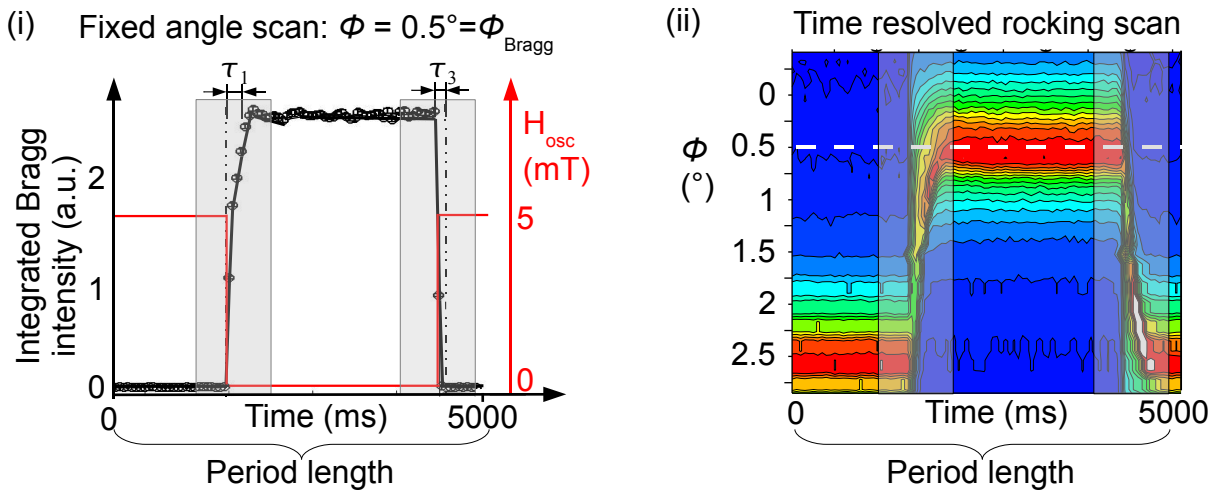 (i) Fixed angle scan: Φ = 0.5°=Φ_Bragg
τ₁
τ₃
H_osc
(mT)
Integrated Bragg
intensity (a.u.)
2
1
0
5
0
0
Time (ms)
5000
Period length
(ii) Time resolved rocking scan
Φ
(°)
0
0.5
1
1.5
2
2.5
0
Time (ms)
5000
Period length